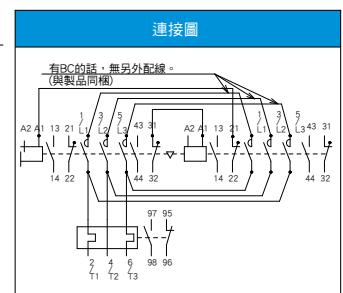 連接圖
有BC的話，無另外配線。
(與製品同梱)
1 3 5 1 3 5
A2 A1 13 21 L1 L2 L3 43 31 A2 A1 13 21 L1 L2 L3 43 31
14 22 44 32 14 22 44 32
97 95
2 4 6 98 96
T1 T2 T3